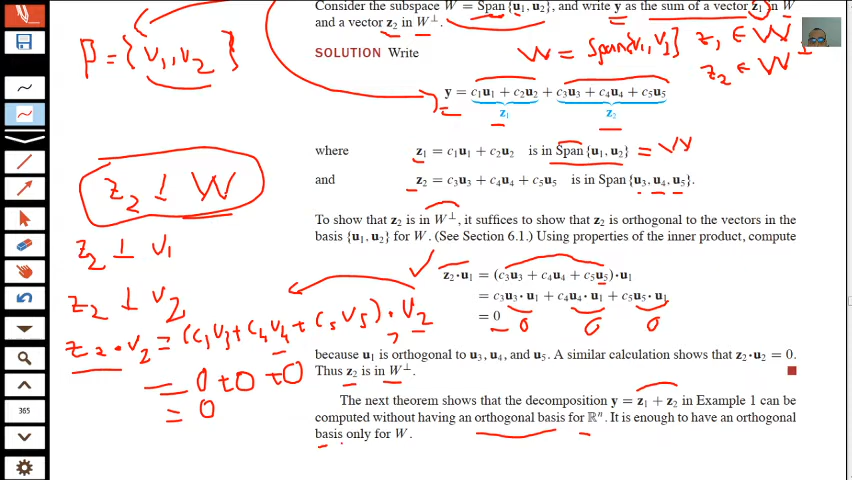 Consider the subspace W = Span {u₁, u₂}, and write y as the sum of a vector z₁ in W
and a vector z₂ in W⊥.
β = { v₁, v₂ }
W = span{v₁, v₂} z₁ ∈ W
z₂ ∈ W⊥
SOLUTION Write
y = c₁u₁ + c₂u₂ + c₃u₃ + c₄u₄ + c₅u₅
z₁ z₂
where z₁ = c₁u₁ + c₂u₂ is in Span {u₁, u₂} = W
and z₂ = c₃u₃ + c₄u₄ + c₅u₅ is in Span {u₃, u₄, u₅}.
z₂ ⊥ W
z₂ ⊥ v₁
z₂ ⊥ v₂
z₂ · v₂ = (c₃v₃ + c₄v₄ + c₅v₅) · v₂
= 0 + 0 + 0
= 0
To show that z₂ is in W⊥, it suffices to show that z₂ is orthogonal to the vectors in the
basis {u₁, u₂} for W. (See Section 6.1.) Using properties of the inner product, compute
z₂ · u₁ = (c₃u₃ + c₄u₄ + c₅u₅) · u₁
= c₃u₃ · u₁ + c₄u₄ · u₁ + c₅u₅ · u₁
= 0 0 0 0
because u₁ is orthogonal to u₃, u₄, and u₅. A similar calculation shows that z₂ · u₂ = 0.
Thus z₂ is in W⊥.
The next theorem shows that the decomposition y = z₁ + z₂ in Example 1 can be
computed without having an orthogonal basis for ℝⁿ. It is enough to have an orthogonal
basis only for W.
365